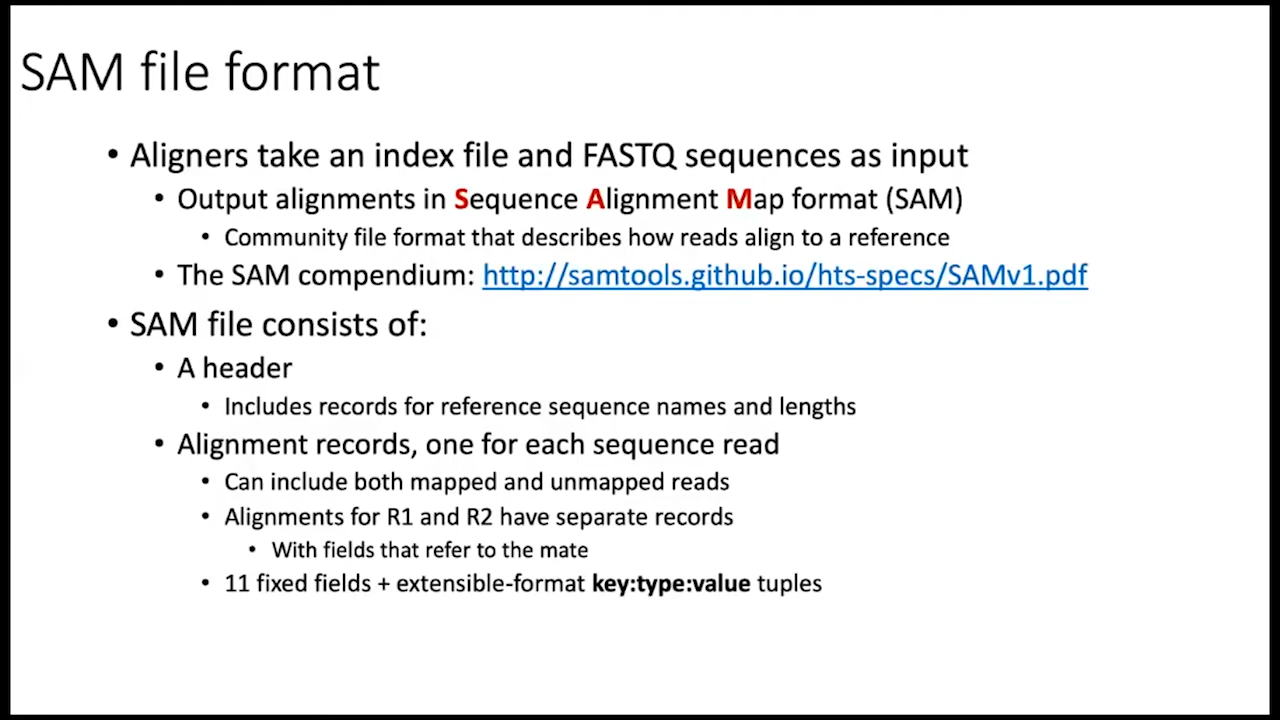 SAM file format
• Aligners take an index file and FASTQ sequences as input
• Output alignments in Sequence Alignment Map format (SAM)
• Community file format that describes how reads align to a reference
• The SAM compendium: http://samtools.github.io/hts-specs/SAMv1.pdf
• SAM file consists of:
• A header
• Includes records for reference sequence names and lengths
• Alignment records, one for each sequence read
• Can include both mapped and unmapped reads
• Alignments for R1 and R2 have separate records
• With fields that refer to the mate
• 11 fixed fields + extensible-format key:type:value tuples